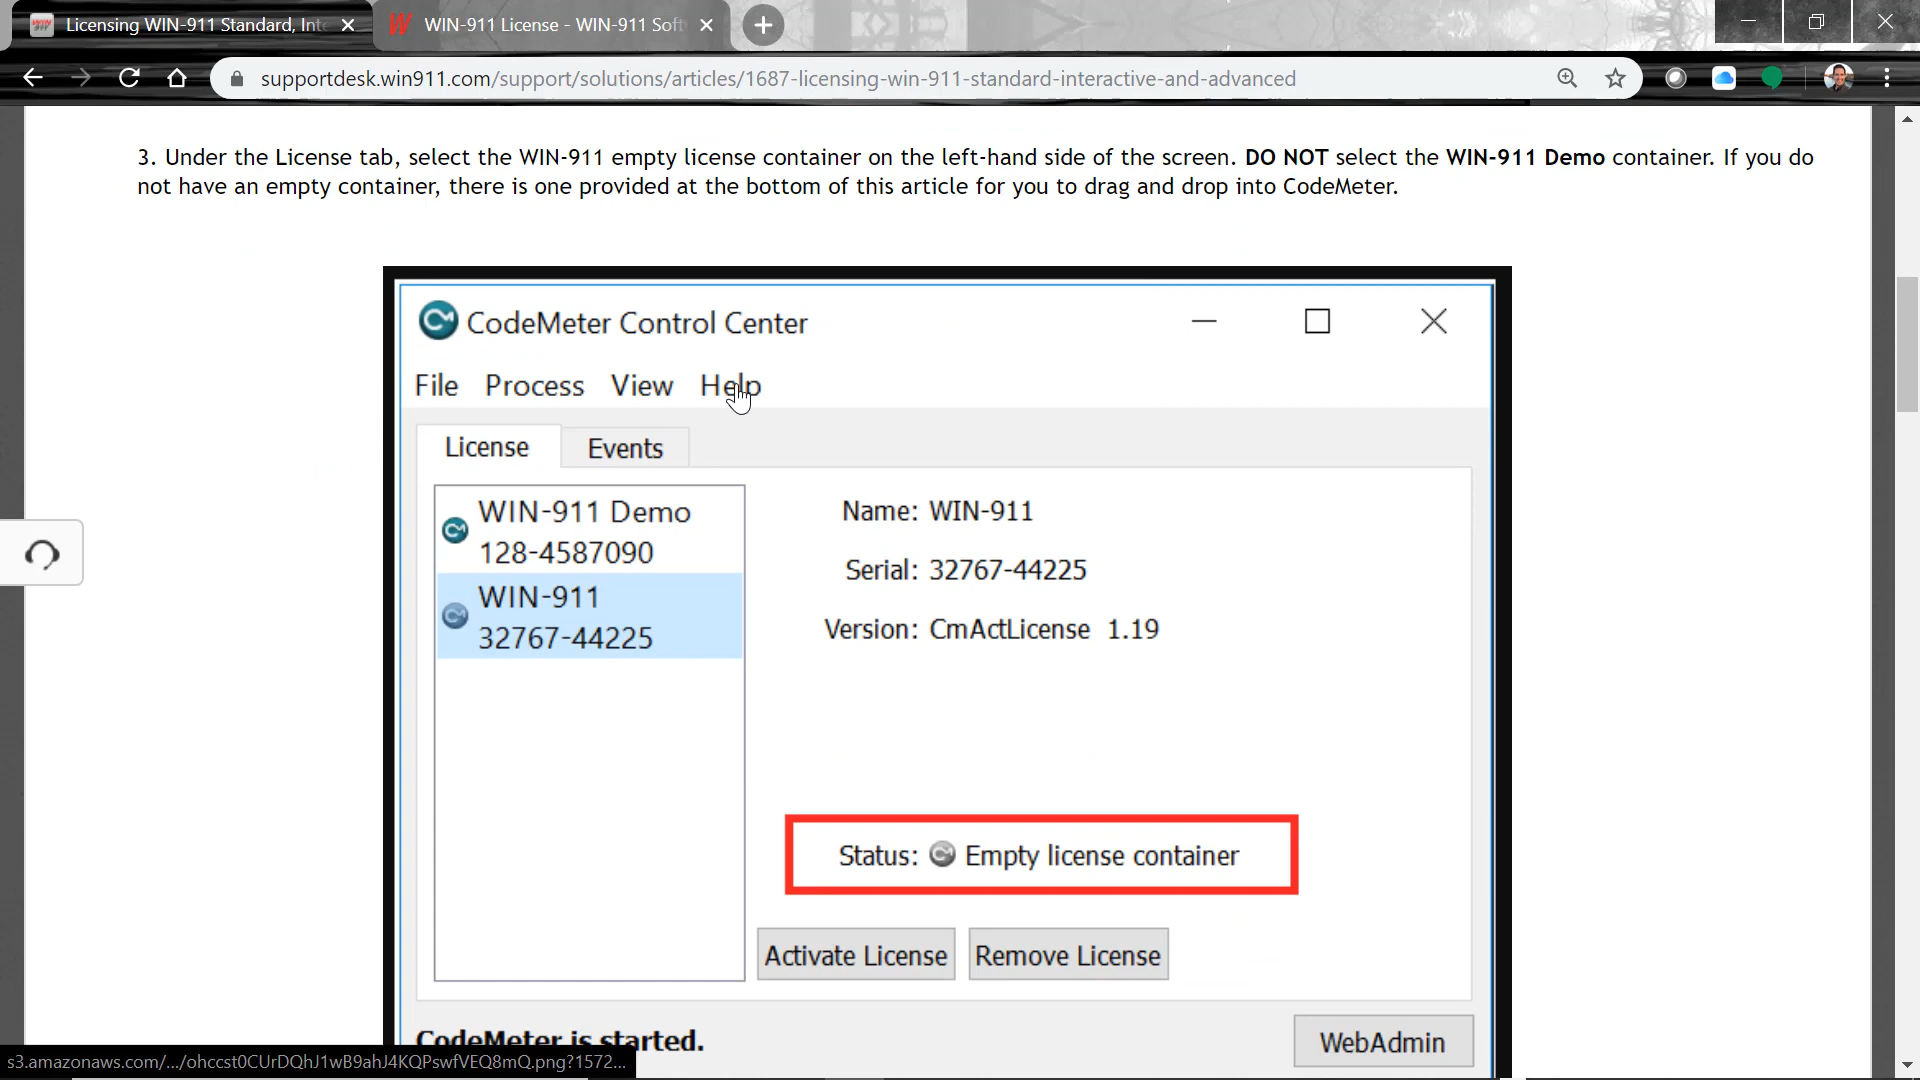 Licensing WIN-911 Standard, Inte
WIN-911 License - WIN-911 Soft
supportdesk.win911.com/support/solutions/articles/1687-licensing-win-911-standard-interactive-and-advanced
3. Under the License tab, select the WIN-911 empty license container on the left-hand side of the screen. DO NOT select the WIN-911 Demo container. If you do
not have an empty container, there is one provided at the bottom of this article for you to drag and drop into CodeMeter.
CodeMeter Control Center
File Process View Help
License Events
WIN-911 Demo
128-4587090
WIN-911
32767-44225
Name: WIN-911
Serial: 32767-44225
Version: CmActLicense 1.19
Status: Empty license container
Activate License Remove License
CodeMeter is started.
WebAdmin
s3.amazonaws.com/.../ohccst0CUrDQhJ1wB9ahJ4KQPswfVEQ8mQ.png?1572...